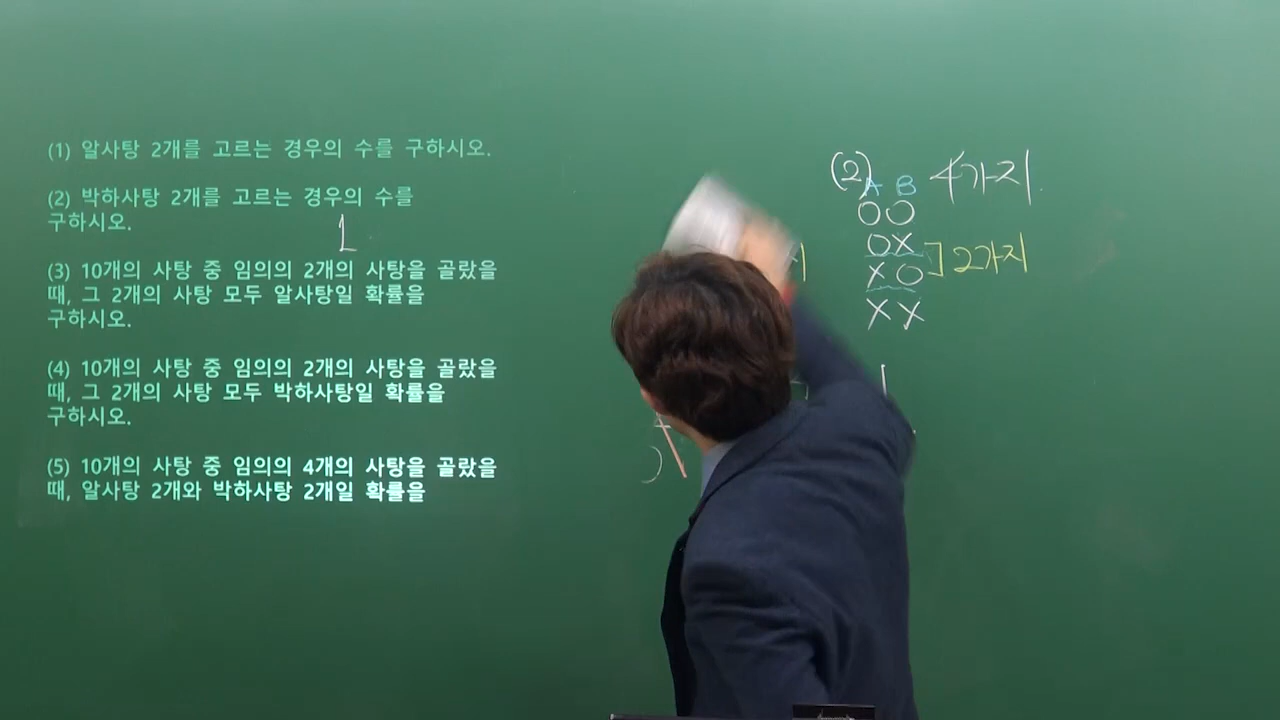 (1) 알사탕 2개를 고르는 경우의 수를 구하시오.
(2) 박하사탕 2개를 고르는 경우의 수를
구하시오.
1
(3) 10개의 사탕 중 임의의 2개의 사탕을 골랐을
때, 그 2개의 사탕 모두 알사탕일 확률을
구하시오.
(4) 10개의 사탕 중 임의의 2개의 사탕을 골랐을
때, 그 2개의 사탕 모두 박하사탕일 확률을
구하시오.
(5) 10개의 사탕 중 임의의 4개의 사탕을 골랐을
때, 알사탕 2개와 박하사탕 2개일 확률을
(2) 4가지
A B
OO
OX
XO
] 2가지
XX